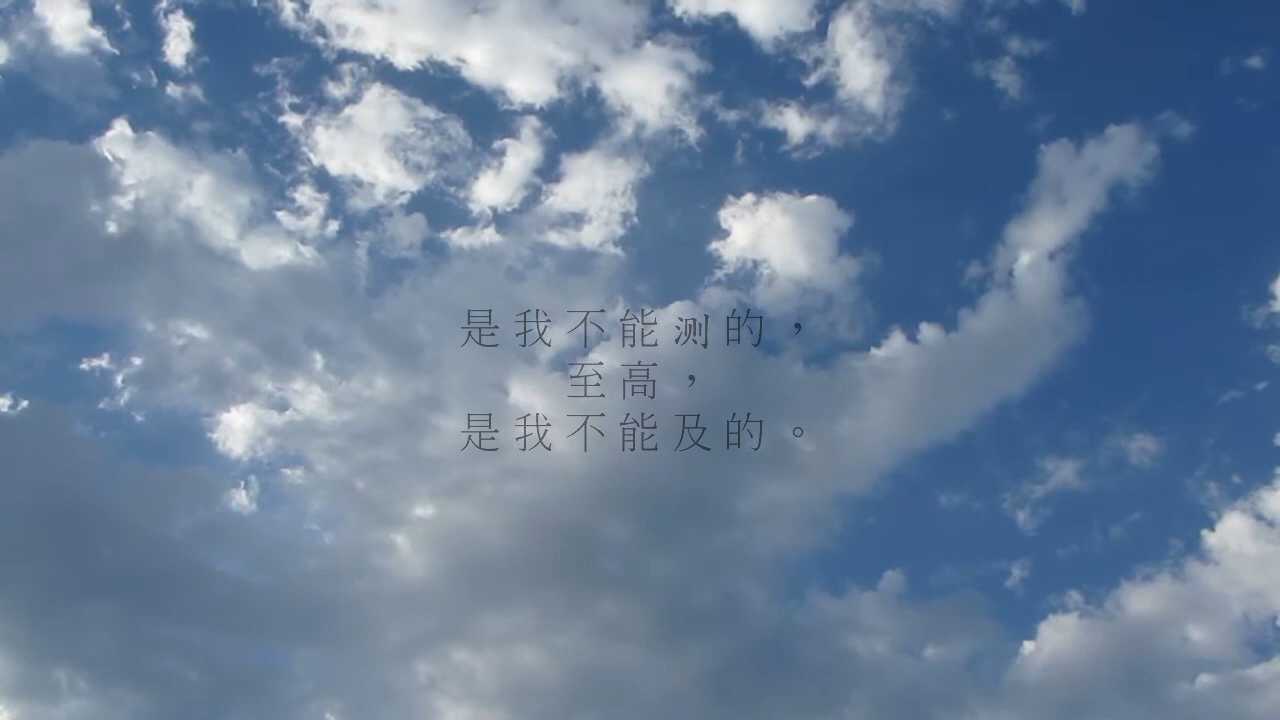 是我不能测的，
至高，
是我不能及的。